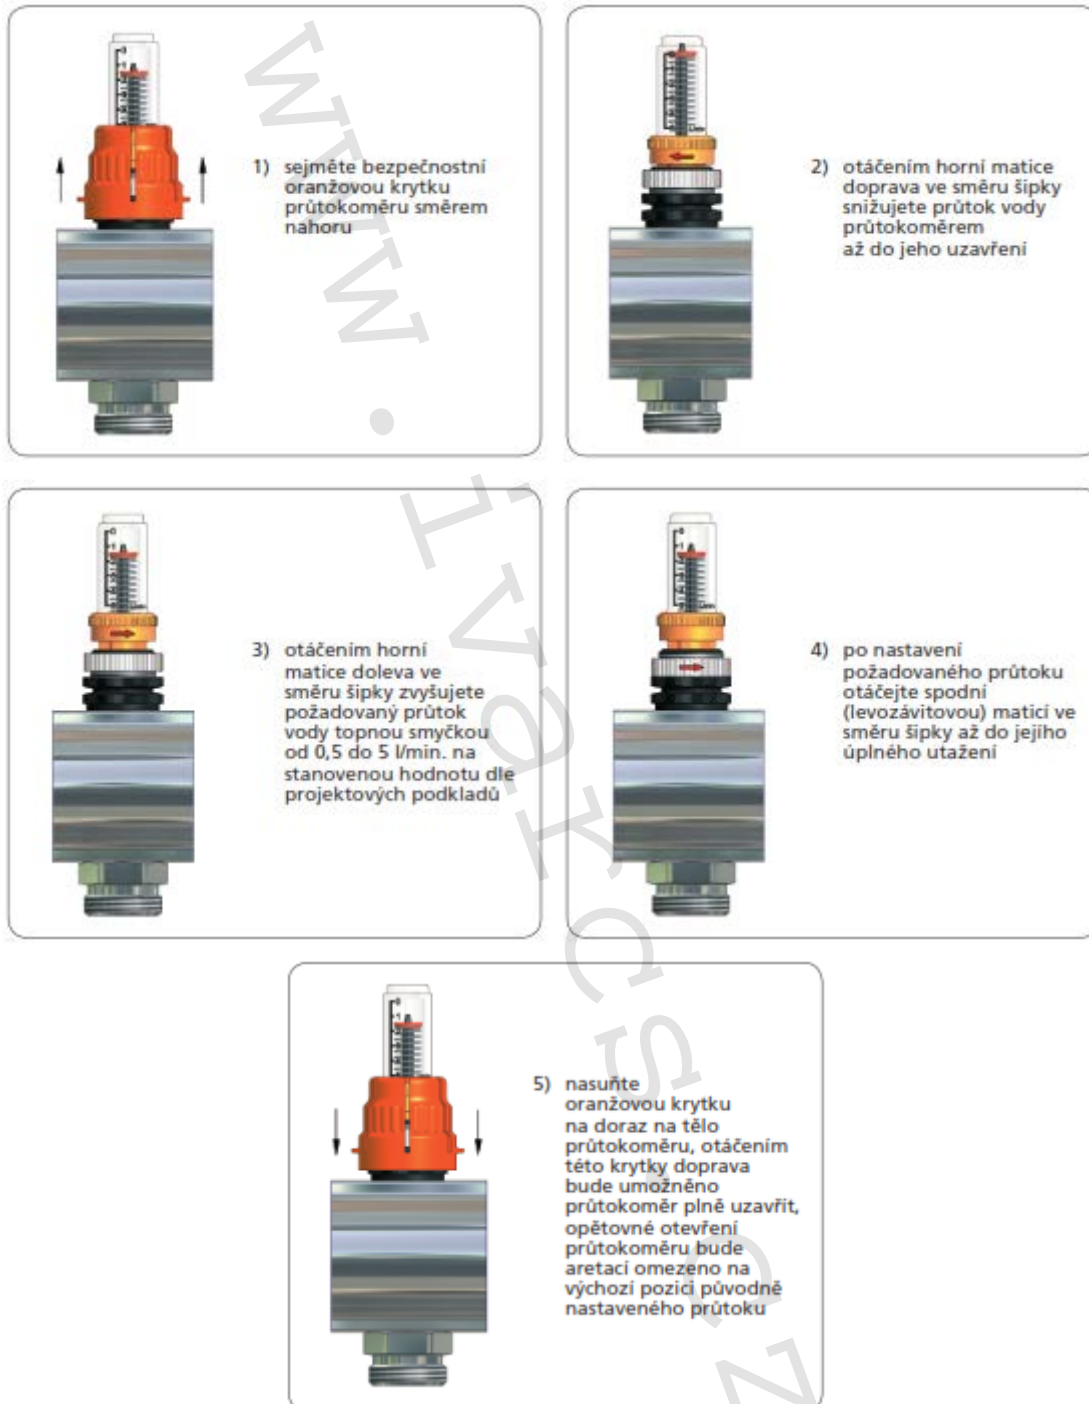 1) sejměte bezpečnostní
oranžovou krytku
průtokoměru směrem
nahoru
2) otáčením horní matice
doprava ve směru šipky
snižujete průtok vody
průtokoměrem
až do jeho uzavření
3) otáčením horní
matice doleva ve
směru šipky zvyšujete
požadovaný průtok
vody topnou smyčkou
od 0,5 do 5 l/min. na
stanovenou hodnotu dle
projektových podkladů
4) po nastavení
požadovaného průtoku
otáčejte spodní
(levozávitovou) maticí ve
směru šipky až do jejího
úplného utažení
5) nasuňte
oranžovou krytku
na doraz na tělo
průtokoměru, otáčením
této krytky doprava
bude umožněno
průtokoměr plně uzavřít,
opětovné otevření
průtokoměru bude
aretací omezeno na
výchozí pozici původně
nastaveného průtoku
www.ivarcs.cz